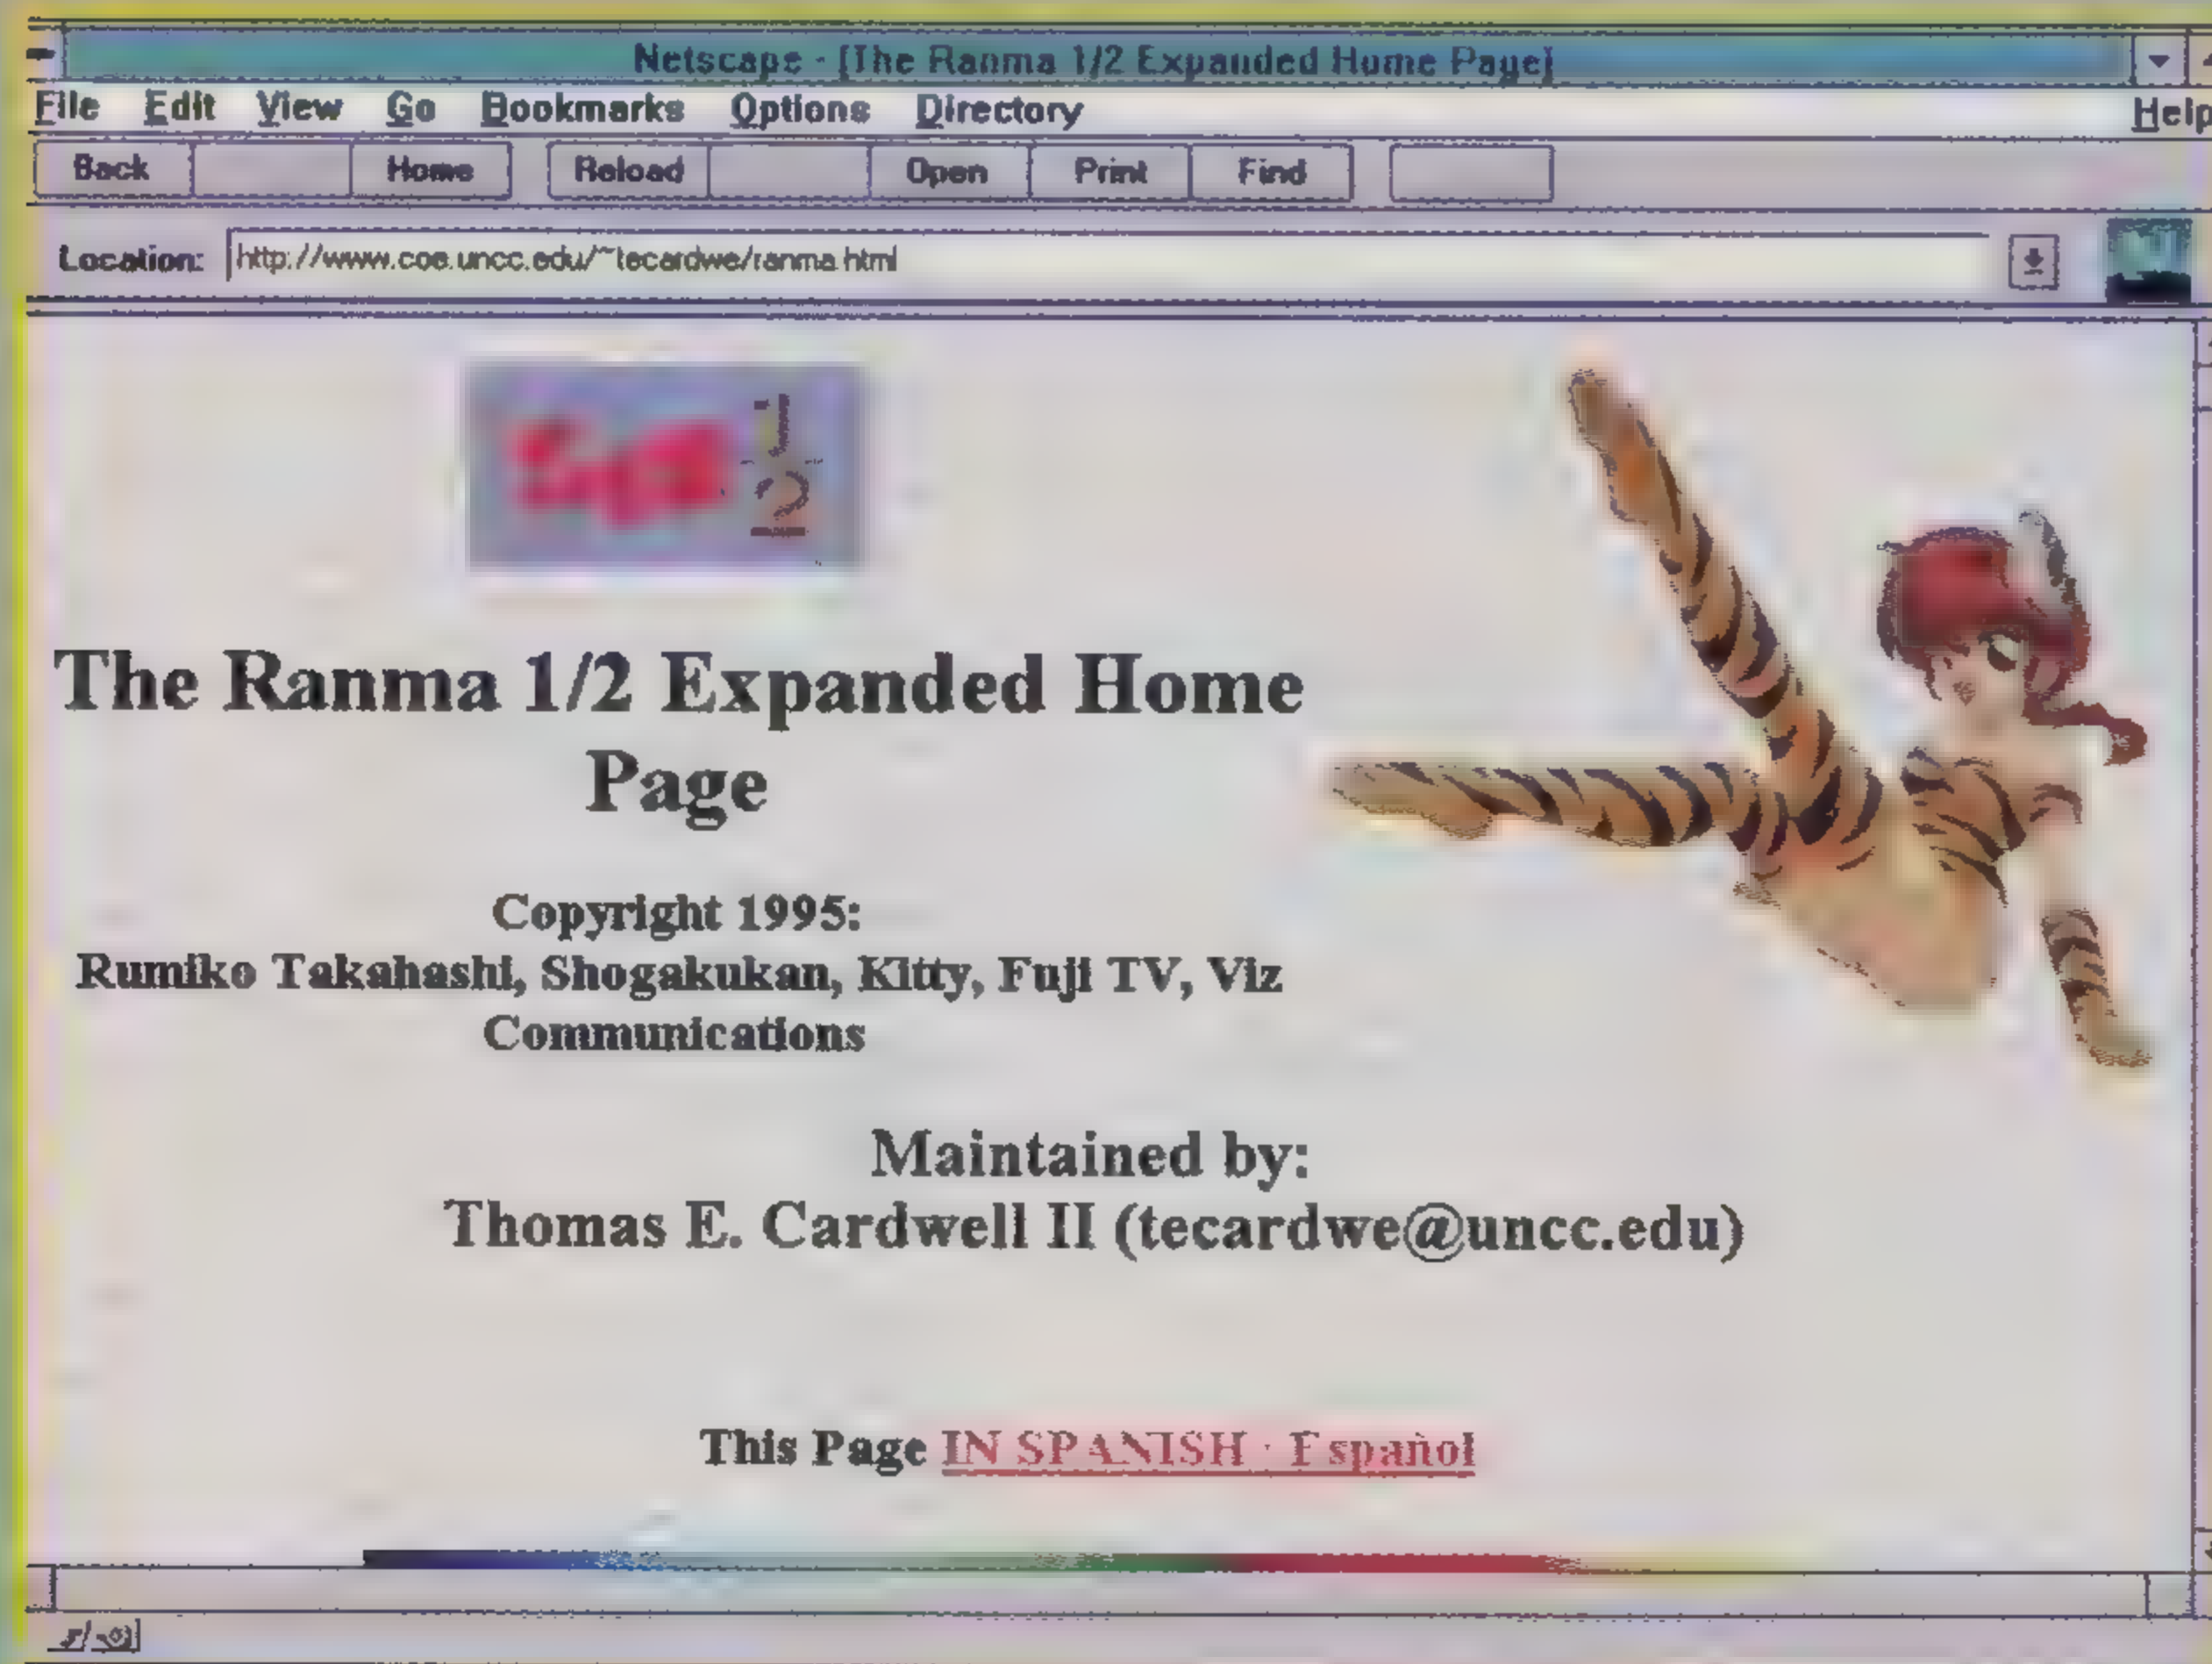 Netscape - [The Ranma 1/2 Expanded Home Page]
File Edit View Go Bookmarks Options Directory Help
Back Home Reload Open Print Find
Location: http://www.coe.uncc.edu/~tecardwe/ranma.html
1
2
The Ranma 1/2 Expanded Home
Page
Copyright 1995:
Rumiko Takahashi, Shogakukan, Kitty, Fuji TV, Viz
Communications
Maintained by:
Thomas E. Cardwell II (tecardwe@uncc.edu)
This Page IN SPANISH - Español